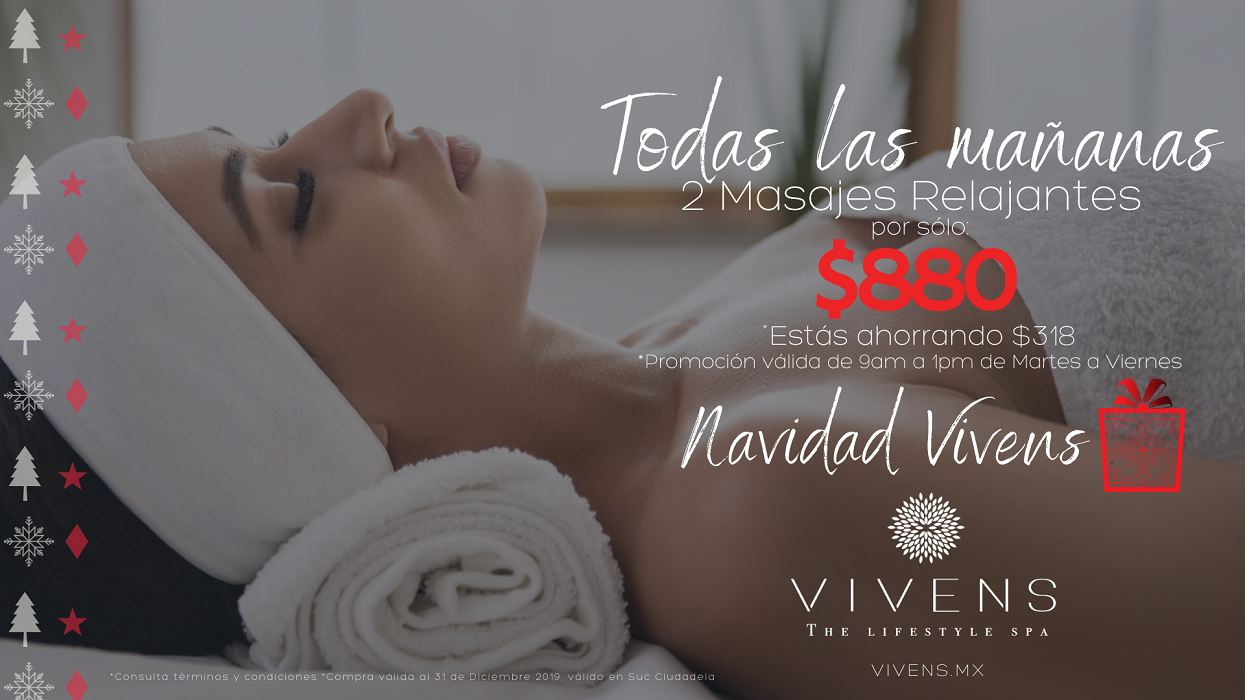 Todas las mañanas
2 Masajes Relajantes
por sólo:
$880
*Estás ahorrando $318
*Promoción válida de 9am a 1pm de Martes a Viernes
Navidad Vivens
VIVENS
THE LIFESTYLE SPA
VIVENS.MX
*Consulta términos y condiciones *Compra válida al 31 de Diciembre 2019, válido en Suc Ciudadela